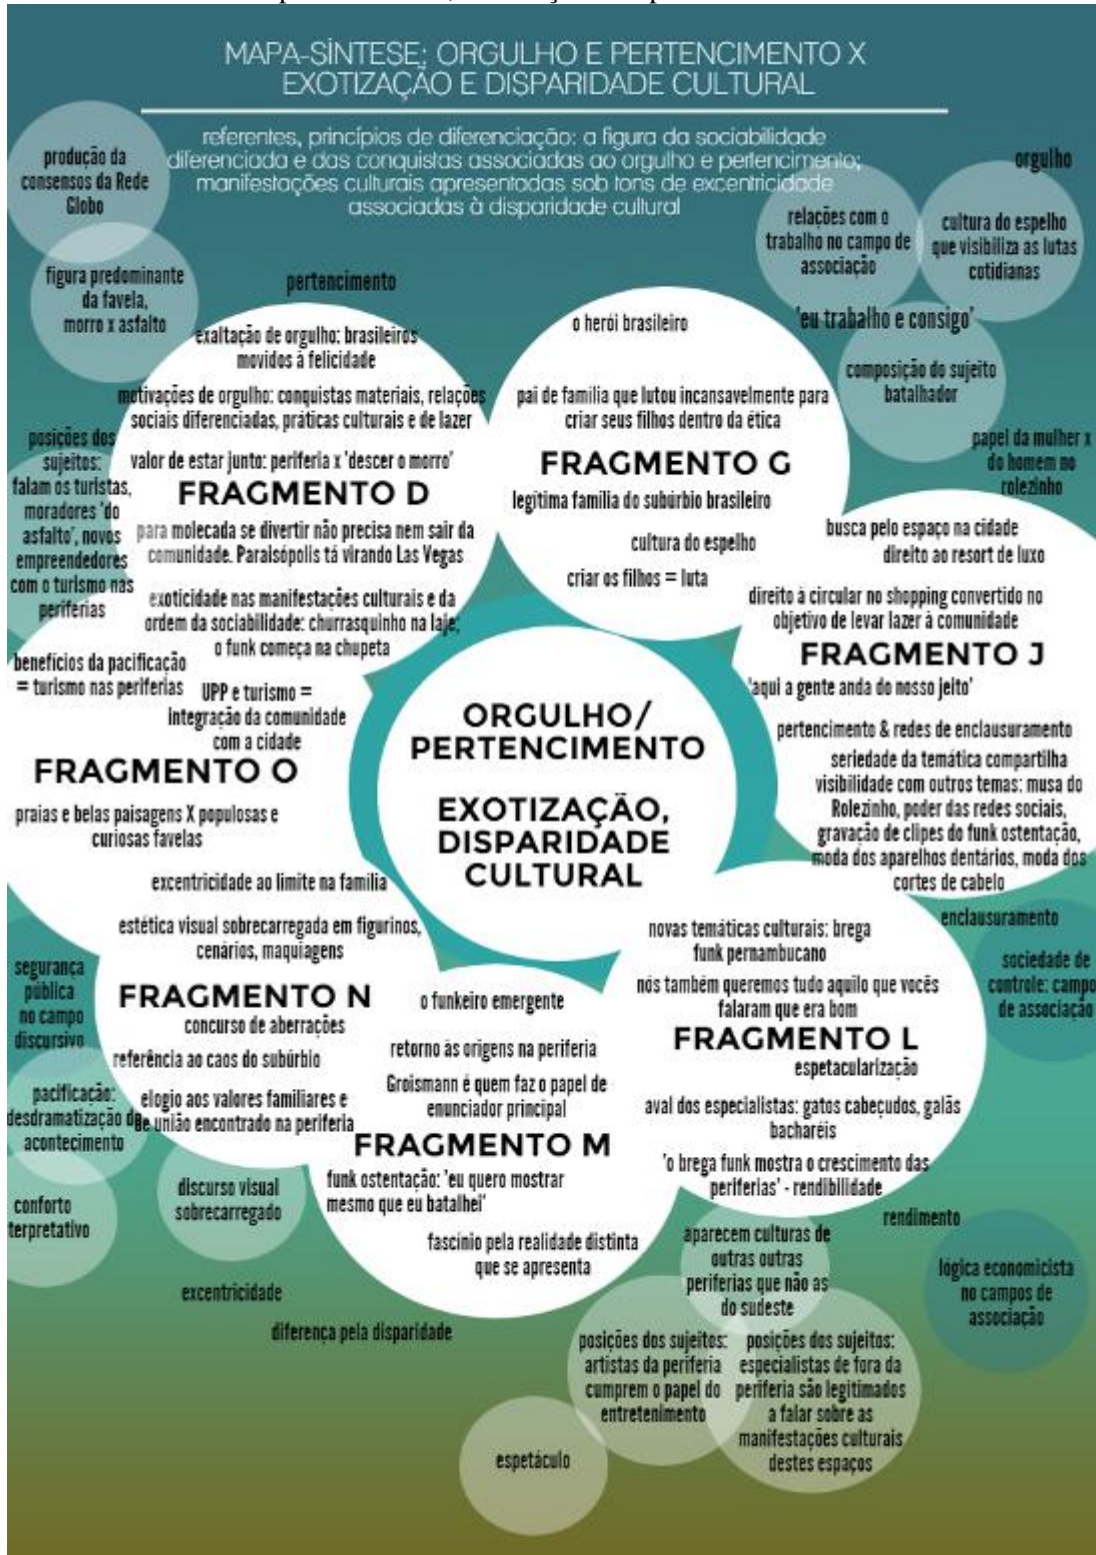 MAPA-SÍNTESE: ORGULHO E PERTENCIMENTO X
EXOTIZAÇÃO E DISPARIDADE CULTURAL
referentes, princípios de diferenciação: a figura da sociabilidade
diferenciada e das conquistas associadas ao orgulho e pertencimento;
manifestações culturais apresentadas sob tons de excentricidade
associadas à disparidade cultural
produção da
consensos da Rede
Globo
figura predominante
da favela,
morro x asfalto
orgulho
relações com o
trabalho no campo de
associação
cultura do espelho
que visibiliza as lutas
cotidianas
'eu trabalho e consigo'
composição do sujeito
batalhador
papel da mulher x
do homem no
rolezinho
pertencimento
exaltação de orgulho: brasileiros
movidos à felicidade
motivações de orgulho: conquistas materiais, relações
sociais diferenciadas, práticas culturais e de lazer
valor de estar junto: periferia x 'descer o morro'
FRAGMENTO D
para molecada se divertir não precisa nem sair da
comunidade. Paraisópolis tá virando Las Vegas
exoticidade nas manifestações culturais e da
ordem da sociabilidade: churrasquinho na laje;
o funk começa na chupeta
o herói brasileiro
pai de família que lutou incansavelmente para
criar seus filhos dentro da ética
FRAGMENTO G
legítima família do subúrbio brasileiro
cultura do espelho
criar os filhos = luta
busca pelo espaço na cidade
direito ao resort de luxo
direito à circular no shopping convertido no
objetivo de levar lazer à comunidade
FRAGMENTO J
'aqui a gente anda do nosso jeito'
pertencimento & redes de enclausuramento
seriedade da temática compartilha
visibilidade com outros temas: musa do
Rolezinho, poder das redes sociais,
gravação de clipes do funk ostentação,
moda dos aparelhos dentários, moda dos
cortes de cabelo
posições dos
sujeitos:
falam os turistas,
moradores 'do
asfalto', novos
empreendedores
com o turismo nas
periferias
benefícios da pacificação
= turismo nas periferias
UPP e turismo =
integração da comunidade
com a cidade
FRAGMENTO O
praias e belas paisagens X populosas e
curiosas favelas
ORGULHO/
PERTENCIMENTO
EXOTIZAÇÃO,
DISPARIDADE
CULTURAL
excentricidade ao limite na família
estética visual sobrecarregada em figurinos,
cenários, maquiagens
FRAGMENTO N
concurso de aberrações
referência ao caos do subúrbio
elogio aos valores familiares e
de união encontrado na periferia
o funkeiro emergente
retorno às origens na periferia
Groismann é quem faz o papel de
enunciador principal
FRAGMENTO M
funk ostentação: 'eu quero mostrar
mesmo que eu batalhei'
fascínio pela realidade distinta
que se apresenta
novas temáticas culturais: brega
funk pernambucano
nós também queremos tudo aquilo que vocês
falaram que era bom
FRAGMENTO L
espetacularização
aval dos especialistas: gatos cabeçudos, galãs
bacharéis
'o brega funk mostra o crescimento das
periferias' - rendibilidade
enclausuramento
sociedade de
controle: campo
de associação
segurança
pública
no campo
discursivo
pacificação:
desdramatização do
acontecimento
conforto
terpretativo
discurso visual
sobrecarregado
excentricidade
diferença pela disparidade
aparecem culturas de
outras outras
periferias que não as
do sudeste
rendimento
lógica economicista
no campos de
associação
posições dos sujeitos:
artistas da periferia
cumprem o papel do
entretenimento
posições dos sujeitos:
especialistas de fora da
periferia são legitimados
a falar sobre as
manifestações culturais
destes espaços
espetáculo